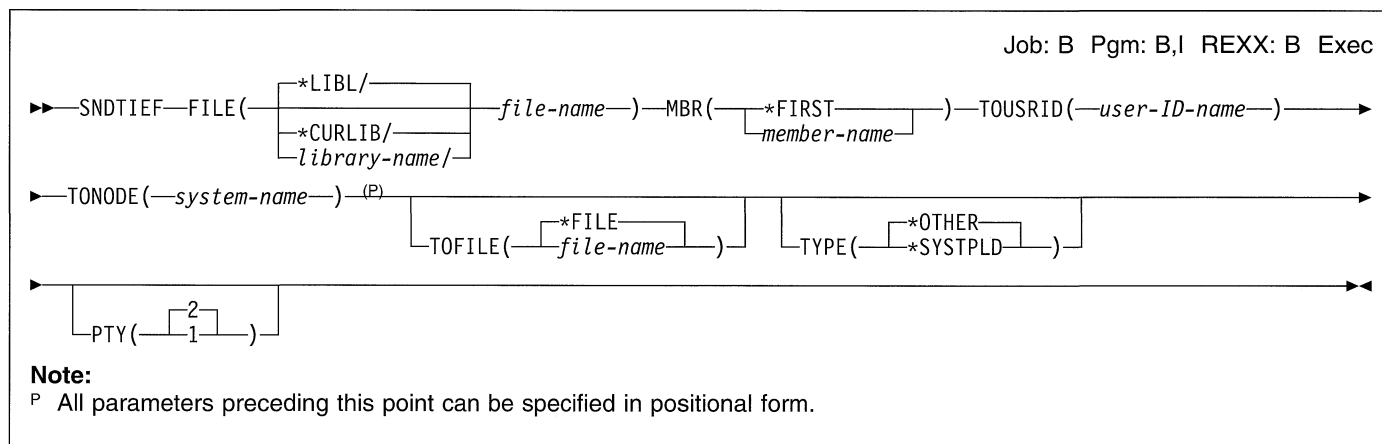 Job: B Pgm: B,I REXX: B Exec
*LIBL/
SNDTIEF FILE( file-name ) MBR( *FIRST ) TOUSRID( user-ID-name )
*CURLIB/ member-name
library-name/
TONODE( system-name ) (P)
*FILE *OTHER
TOFILE( file-name ) TYPE( *SYSTPLD )
2
PTY( 1 )
Note:
P All parameters preceding this point can be specified in positional form.